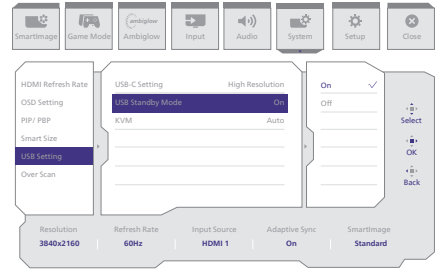 ambiglow
SmartImage Game Mode Ambiglow Input Audio System Setup Close
HDMI Refresh Rate USB-C Setting High Resolution On
OSD Setting USB Standby Mode On Off
PIP/ PBP KVM Auto
Select
Smart Size
OK
USB Setting
Over Scan
Back
Resolution Refresh Rate Input Source Adaptive Sync SmartImage
3840x2160 60Hz HDMI 1 On Standard